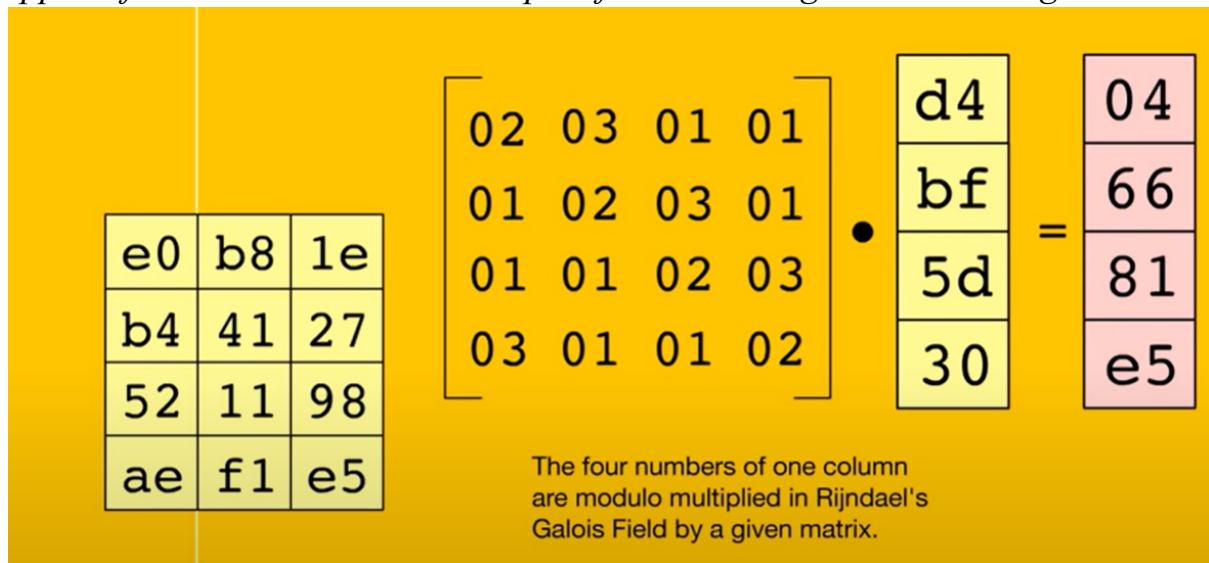 02 03 01 01
01 02 03 01
01 01 02 03
03 01 01 02
•
d4
bf
5d
30
=
04
66
81
e5
e0 b8 1e
b4 41 27
52 11 98
ae f1 e5
The four numbers of one column
are modulo multiplied in Rijndael's
Galois Field by a given matrix.